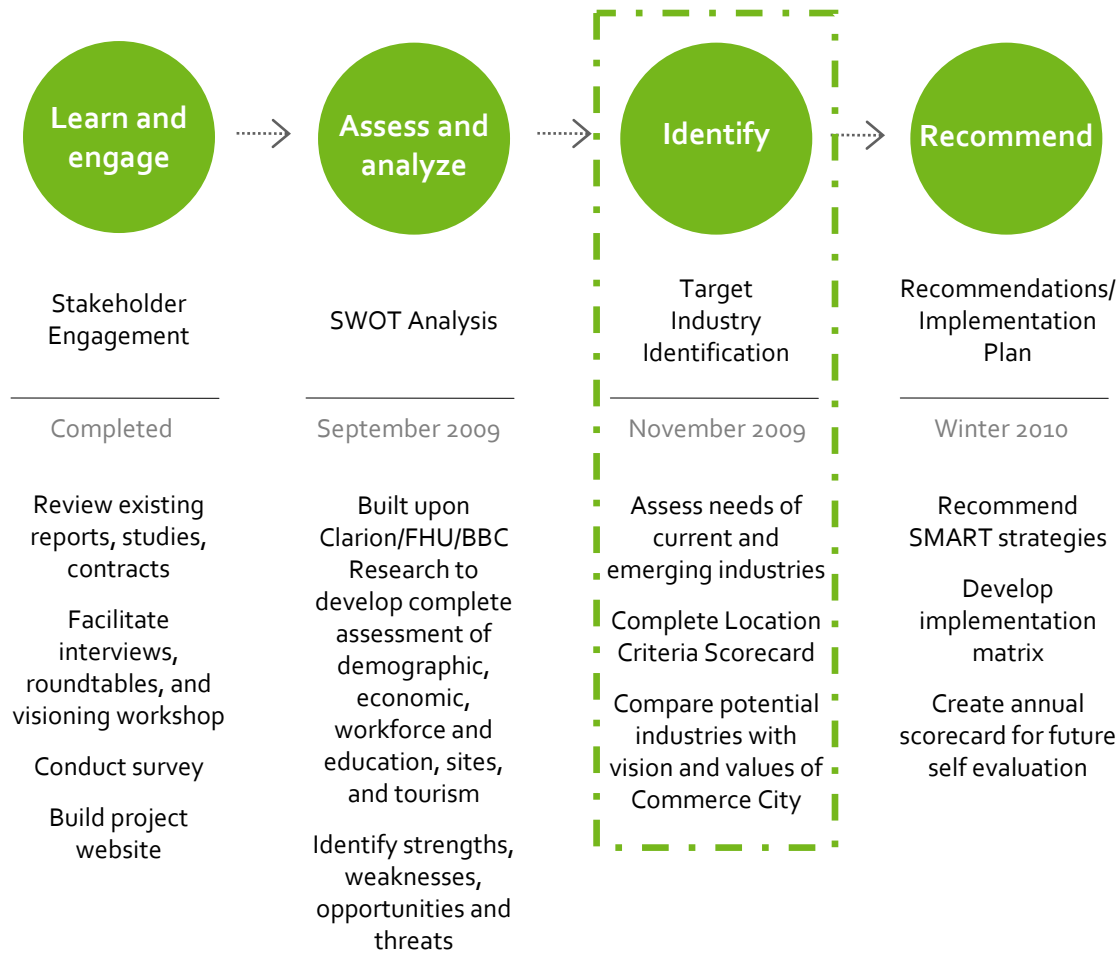 Learn and
engage
Assess and
analyze
Identify
Recommend
Stakeholder
Engagement
SWOT Analysis
Target
Industry
Identification
Recommendations/
Implementation
Plan
Completed
September 2009
November 2009
Winter 2010
Review existing
reports, studies,
contracts
Facilitate
interviews,
roundtables, and
visioning workshop
Conduct survey
Build project
website
Built upon
Clarion/FHU/BBC
Research to
develop complete
assessment of
demographic,
economic,
workforce and
education, sites,
and tourism
Identify strengths,
weaknesses,
opportunities and
threats
Assess needs of
current and
emerging industries
Complete Location
Criteria Scorecard
Compare potential
industries with
vision and values of
Commerce City
Recommend
SMART strategies
Develop
implementation
matrix
Create annual
scorecard for future
self evaluation